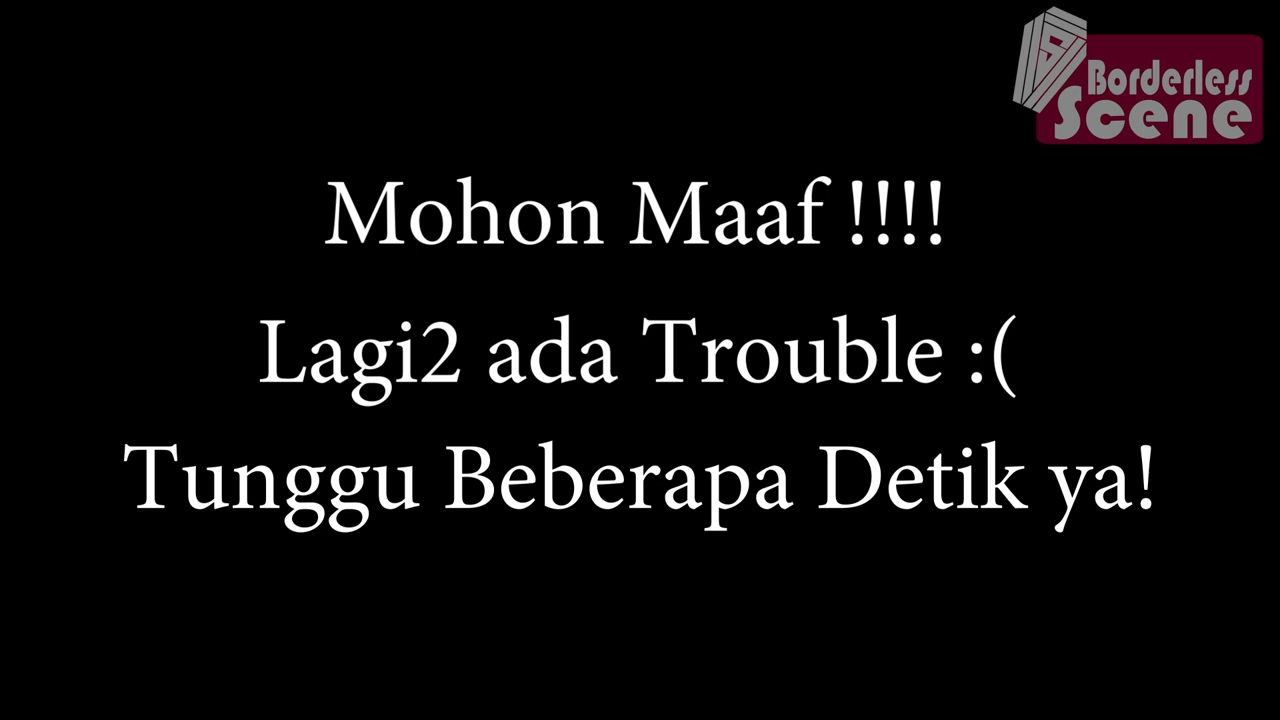 Borderless
Scene
Mohon Maaf !!!!
Lagi2 ada Trouble :(
Tunggu Beberapa Detik ya!